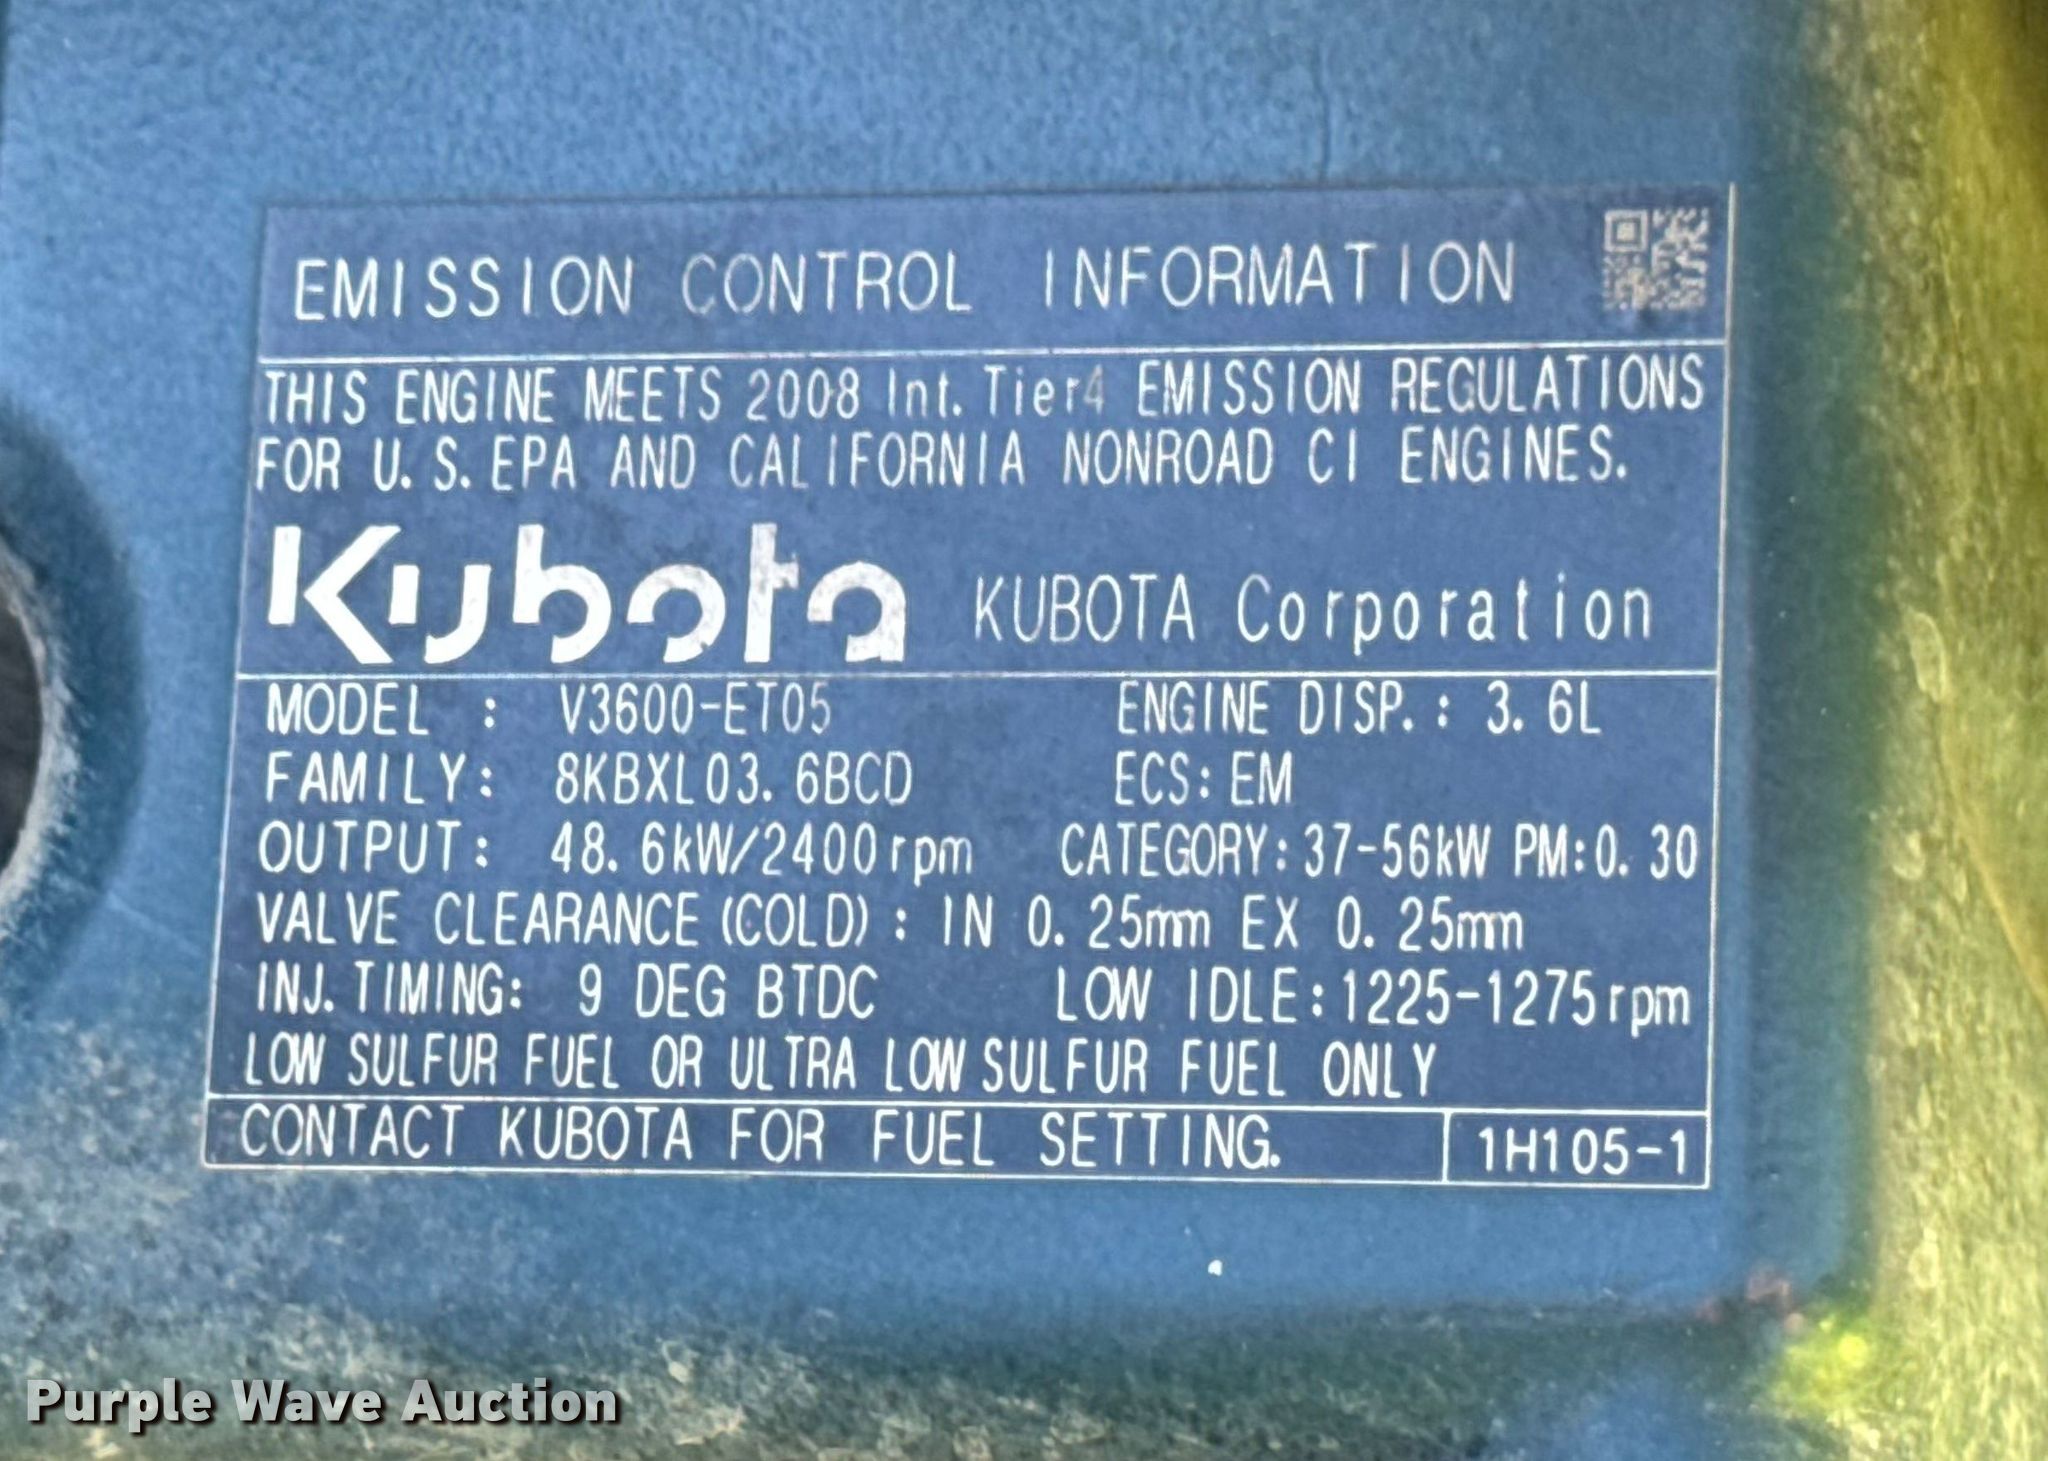 EMISSION CONTROL INFORMATION
THIS ENGINE MEETS 2008 Int. Tier4 EMISSION REGULATIONS
FOR U.S.EPA AND CALIFORNIA NONROAD CI ENGINES.
Kubota KUBOTA Corporation
MODEL : V3600-ET05 ENGINE DISP.: 3.6L
FAMILY: 8KBXL03.6BCD ECS: EM
OUTPUT: 48.6kW/2400rpm CATEGORY: 37-56kW PM:0.30
VALVE CLEARANCE (COLD) : IN 0.25mm EX 0.25mm
INJ.TIMING: 9 DEG BTDC LOW IDLE:1225-1275rpm
LOW SULFUR FUEL OR ULTRA LOW SULFUR FUEL ONLY
CONTACT KUBOTA FOR FUEL SETTING. 1H105-1
Purple Wave Auction